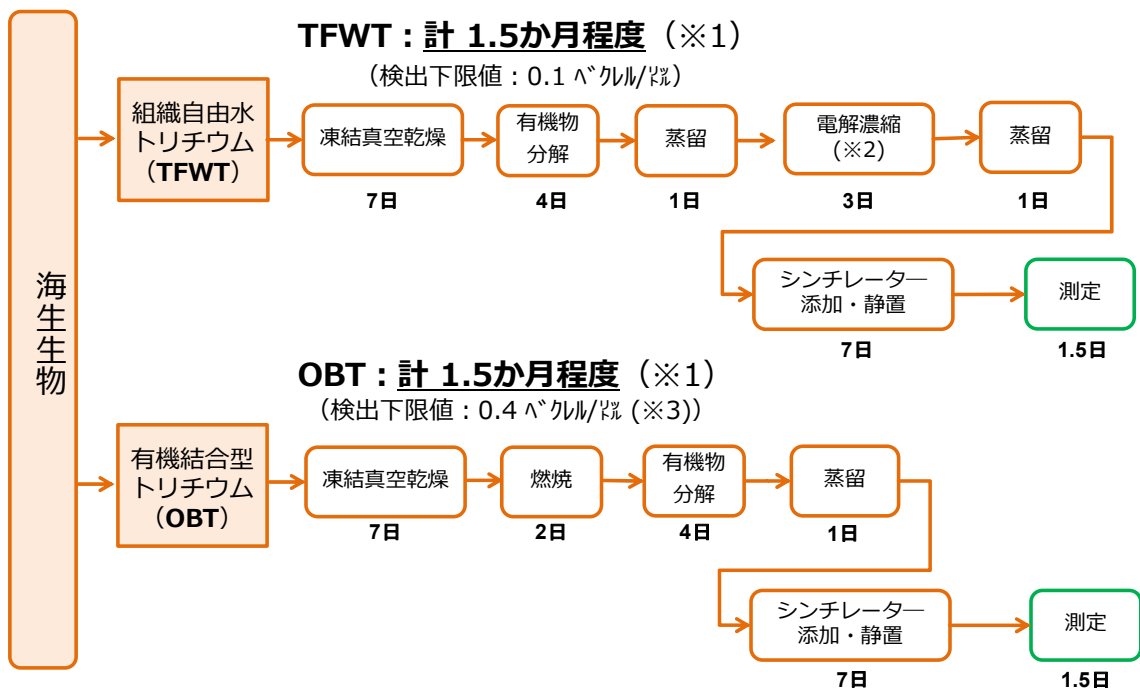 海生生物
TFWT：計 1.5か月程度（※1）
（検出下限値：0.1 ﾍﾞｸﾚﾙ/ﾘｯﾄﾙ）
組織自由水
トリチウム
（TFWT）
凍結真空乾燥
7日
有機物
分解
4日
蒸留
1日
電解濃縮
(※2)
3日
蒸留
1日
シンチレーター
添加・静置
7日
測定
1.5日
OBT：計 1.5か月程度（※1）
（検出下限値：0.4 ﾍﾞｸﾚﾙ/ﾘｯﾄﾙ (※3)）
有機結合型
トリチウム
（OBT）
凍結真空乾燥
7日
燃焼
2日
有機物
分解
4日
蒸留
1日
シンチレーター
添加・静置
7日
測定
1.5日